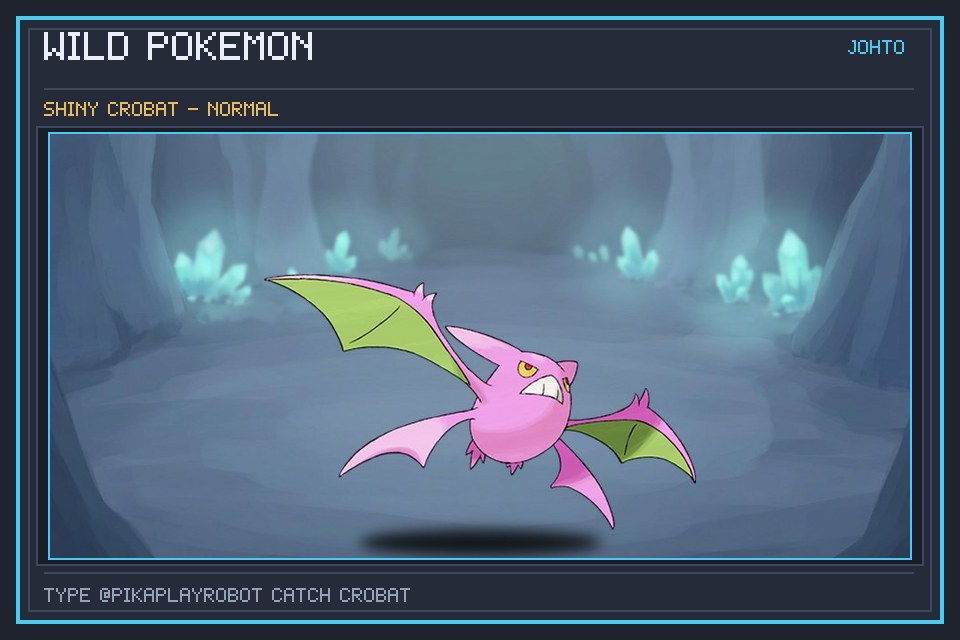 WILD POKEMON
JOHTO
SHINY CROBAT - NORMAL
TYPE @PIKAPLAYROBOT CATCH CROBAT